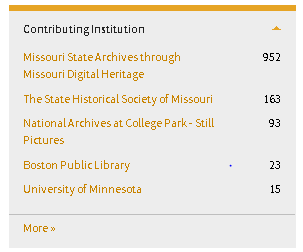 Contributing Institution
Missouri State Archives through 952
Missouri Digital Heritage
The State Historical Society of Missouri 163
National Archives at College Park - Still 93
Pictures
Boston Public Library 23
University of Minnesota 15
More »